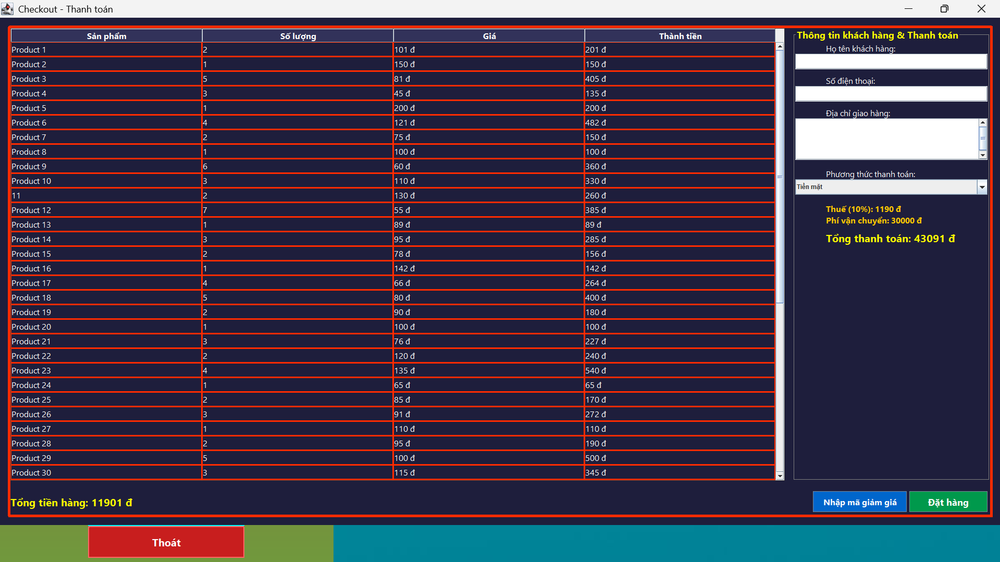 Checkout - Thanh toán
Sản phẩm Số lượng Giá Thành tiền
Product 1 2 101 đ 201 đ
Product 2 1 150 đ 150 đ
Product 3 5 81 đ 405 đ
Product 4 3 45 đ 135 đ
Product 5 1 200 đ 200 đ
Product 6 4 121 đ 482 đ
Product 7 2 75 đ 150 đ
Product 8 1 100 đ 100 đ
Product 9 6 60 đ 360 đ
Product 10 3 110 đ 330 đ
11 2 130 đ 260 đ
Product 12 7 55 đ 385 đ
Product 13 1 89 đ 89 đ
Product 14 3 95 đ 285 đ
Product 15 2 78 đ 156 đ
Product 16 1 142 đ 142 đ
Product 17 4 66 đ 264 đ
Product 18 5 80 đ 400 đ
Product 19 2 90 đ 180 đ
Product 20 1 100 đ 100 đ
Product 21 3 76 đ 227 đ
Product 22 2 120 đ 240 đ
Product 23 4 135 đ 540 đ
Product 24 1 65 đ 65 đ
Product 25 2 85 đ 170 đ
Product 26 3 91 đ 272 đ
Product 27 1 110 đ 110 đ
Product 28 2 95 đ 190 đ
Product 29 5 100 đ 500 đ
Product 30 3 115 đ 345 đ
Thông tin khách hàng & Thanh toán
Họ tên khách hàng:
Số điện thoại:
Địa chỉ giao hàng:
Phương thức thanh toán:
Tiền mặt
Thuế (10%): 1190 đ
Phí vận chuyển: 30000 đ
Tổng thanh toán: 43091 đ
Tổng tiền hàng: 11901 đ
Nhập mã giảm giá
Đặt hàng
Thoát